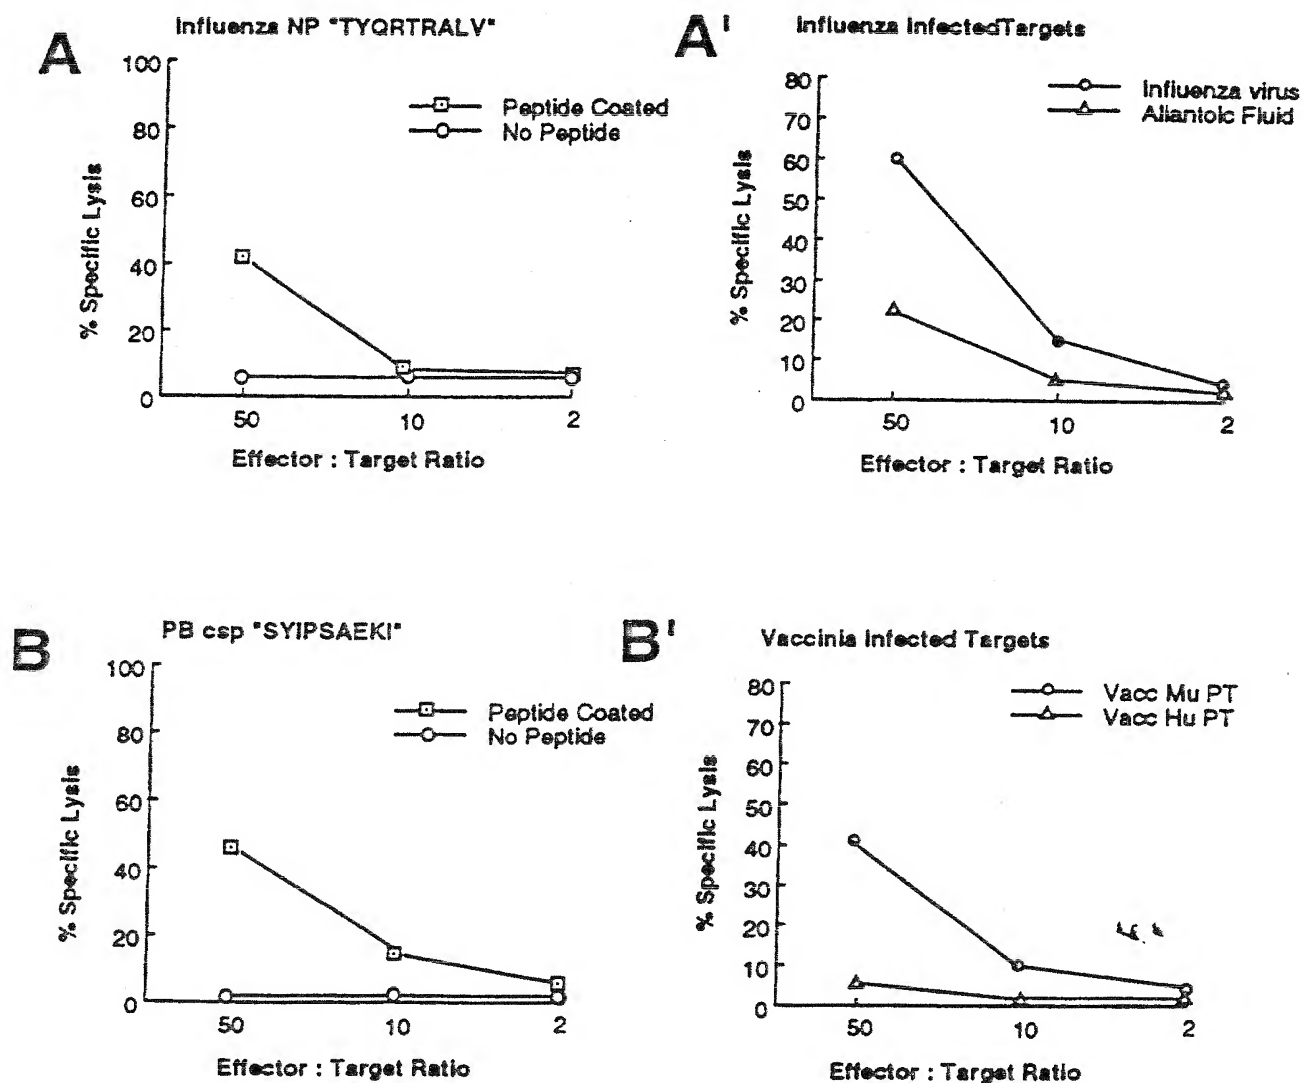 A
Influenza NP "TYQRTRALV"
100
80
60
40
20
0
% Specific Lysis
Peptide Coated
No Peptide
50 10 2
Effector : Target Ratio
A'
Influenza InfectedTargets
80
70
60
50
40
30
20
10
0
% Specific Lysis
Influenza virus
Allantoic Fluid
50 10 2
Effector : Target Ratio
B
PB csp "SYIPSAEKI"
100
80
60
40
20
0
% Specific Lysis
Peptide Coated
No Peptide
50 10 2
Effector : Target Ratio
B'
Vaccinia Infected Targets
80
70
60
50
40
30
20
10
0
% Specific Lysis
Vacc Mu PT
Vacc Hu PT
50 10 2
Effector : Target Ratio